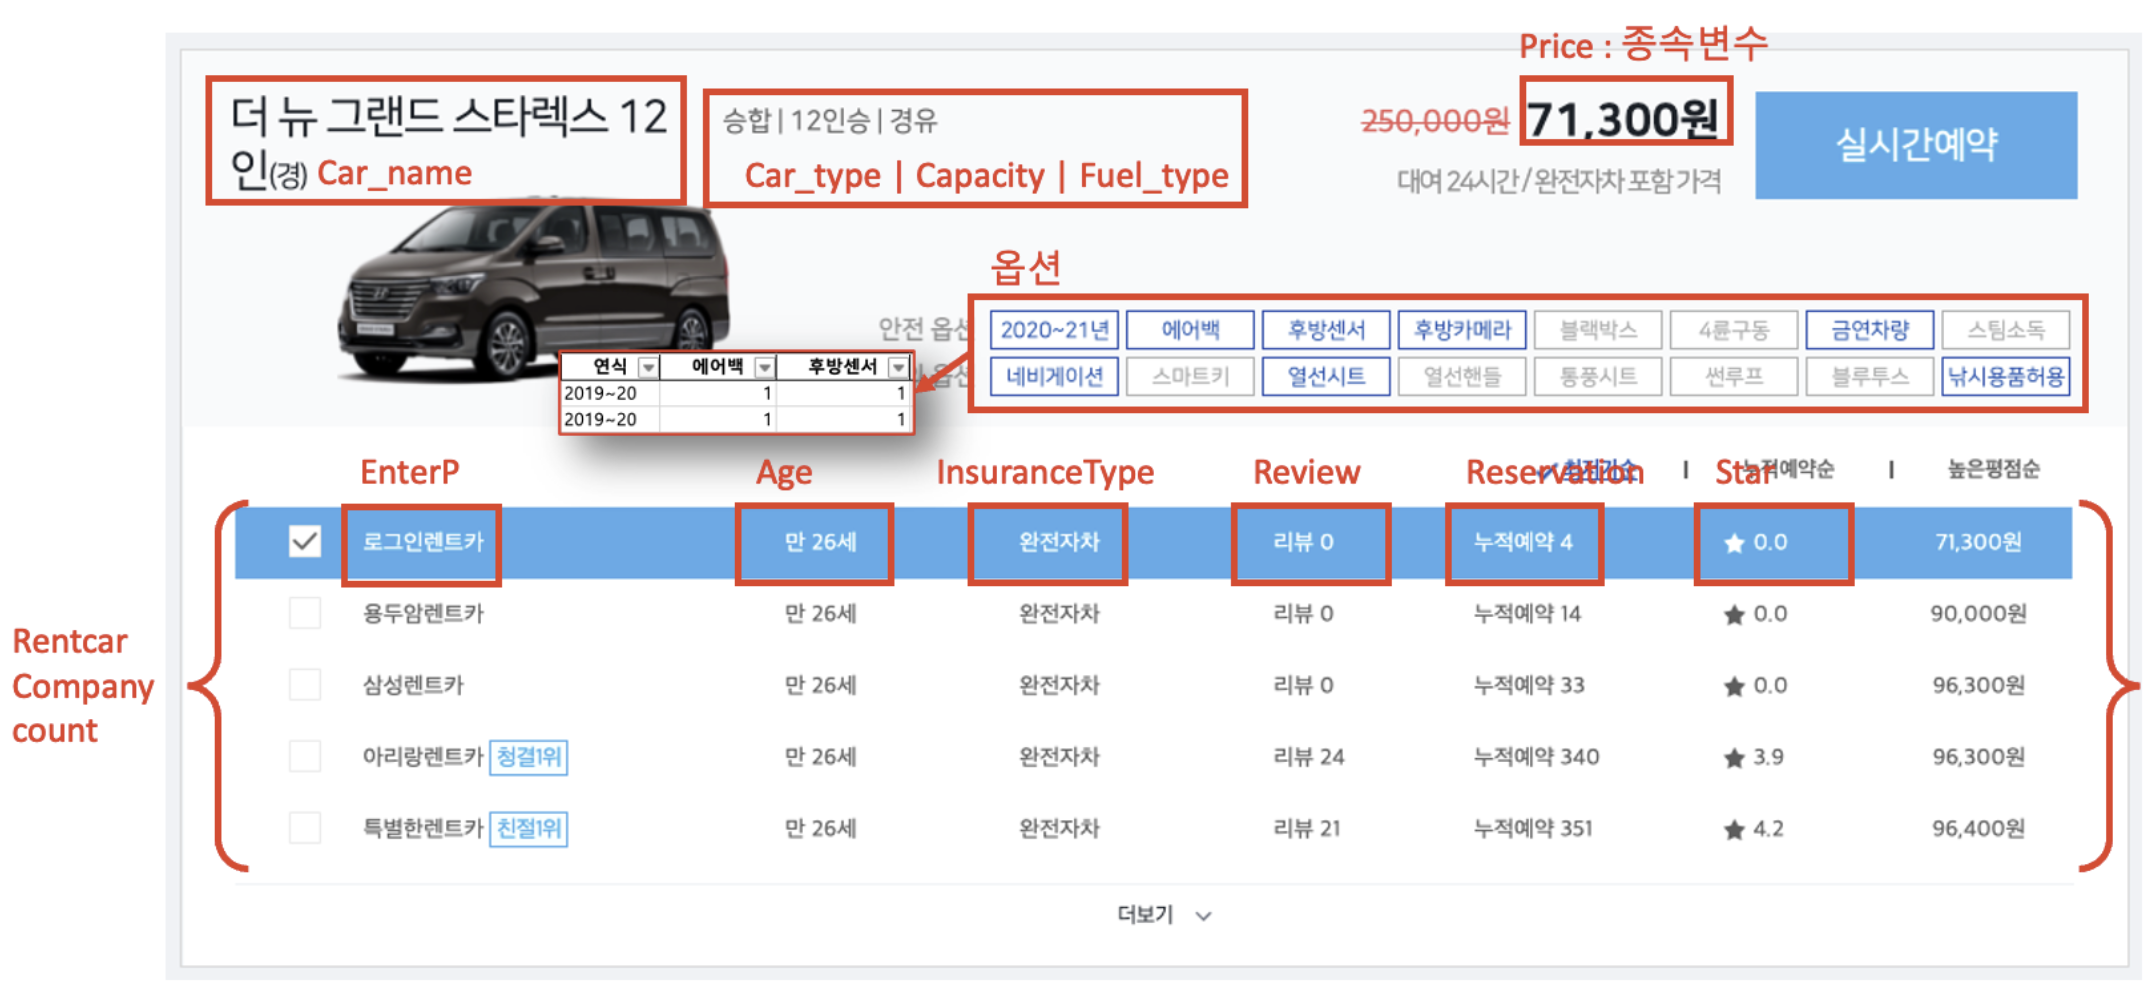 Price : 종속변수
더 뉴 그랜드 스타렉스 12
인(경) Car_name
승합 | 12인승 | 경유
Car_type | Capacity | Fuel_type
250,000원 71,300원
대여 24시간 / 완전자차 포함 가격
실시간예약
옵션
안전 옵션 2020~21년 에어백 후방센서 후방카메라 블랙박스 4륜구동 금연차량 스팀소독
옵션 네비게이션 스마트키 열선시트 열선핸들 통풍시트 썬루프 블루투스 낚시용품허용
연식 에어백 후방센서
2019~20 1 1
2019~20 1 1
EnterP Age InsuranceType Review Reservation Star
최저가순 | 누적예약순 | 높은평점순
로그인렌트카 만 26세 완전자차 리뷰 0 누적예약 4 ★ 0.0 71,300원
용두암렌트카 만 26세 완전자차 리뷰 0 누적예약 14 ★ 0.0 90,000원
삼성렌트카 만 26세 완전자차 리뷰 0 누적예약 33 ★ 0.0 96,300원
아리랑렌트카 청결1위 만 26세 완전자차 리뷰 24 누적예약 340 ★ 3.9 96,300원
특별한렌트카 친절1위 만 26세 완전자차 리뷰 21 누적예약 351 ★ 4.2 96,400원
Rentcar
Company
count
더보기